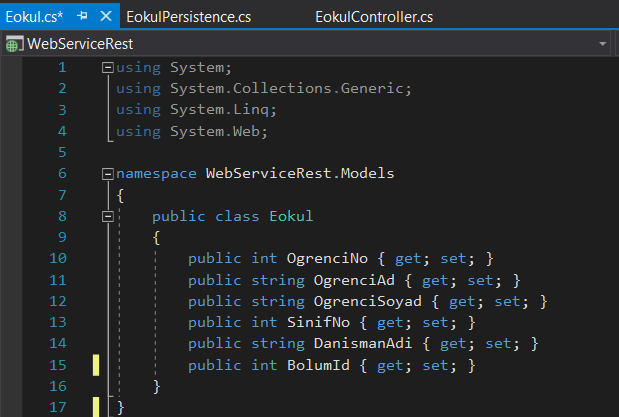 Eokul.cs* EokulPersistence.cs EokulController.cs
WebServiceRest
1 using System;
2 using System.Collections.Generic;
3 using System.Linq;
4 using System.Web;
5
6 namespace WebServiceRest.Models
7 {
8 public class Eokul
9 {
10 public int OgrenciNo { get; set; }
11 public string OgrenciAd { get; set; }
12 public string OgrenciSoyad { get; set; }
13 public int SinifNo { get; set; }
14 public string DanismanAdi { get; set; }
15 public int BolumId { get; set; }
16 }
17 }